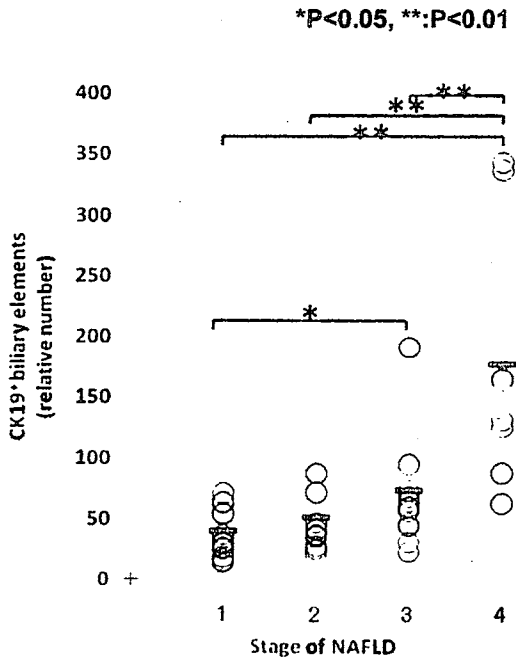 *P<0.05, **:P<0.01
400
350
300
250
200
150
100
50
0
CK19⁺ biliary elements
(relative number)
**
**
**
*
1 2 3 4
Stage of NAFLD